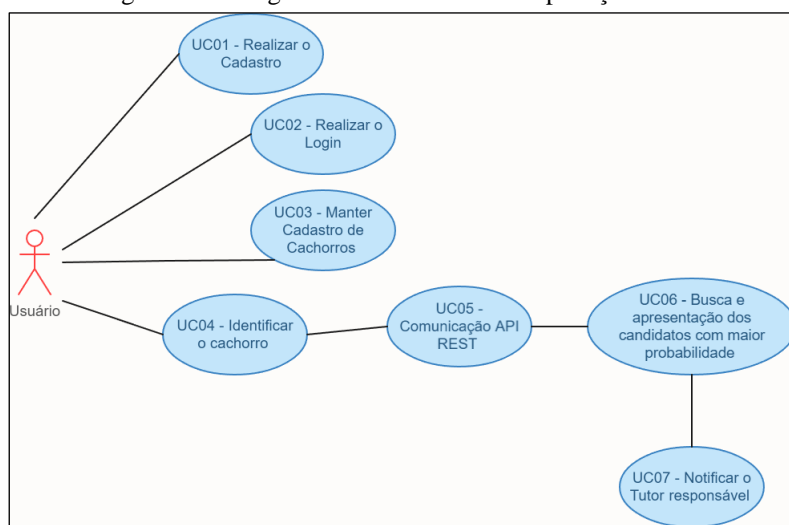 UC01 - Realizar o
Cadastro
UC02 - Realizar o
Login
UC03 - Manter
Cadastro de
Cachorros
Usuário
UC04 - Identificar
o cachorro
UC05 -
Comunicação API
REST
UC06 - Busca e
apresentação dos
candidatos com maior
probabilidade
UC07 - Notificar o
Tutor responsável